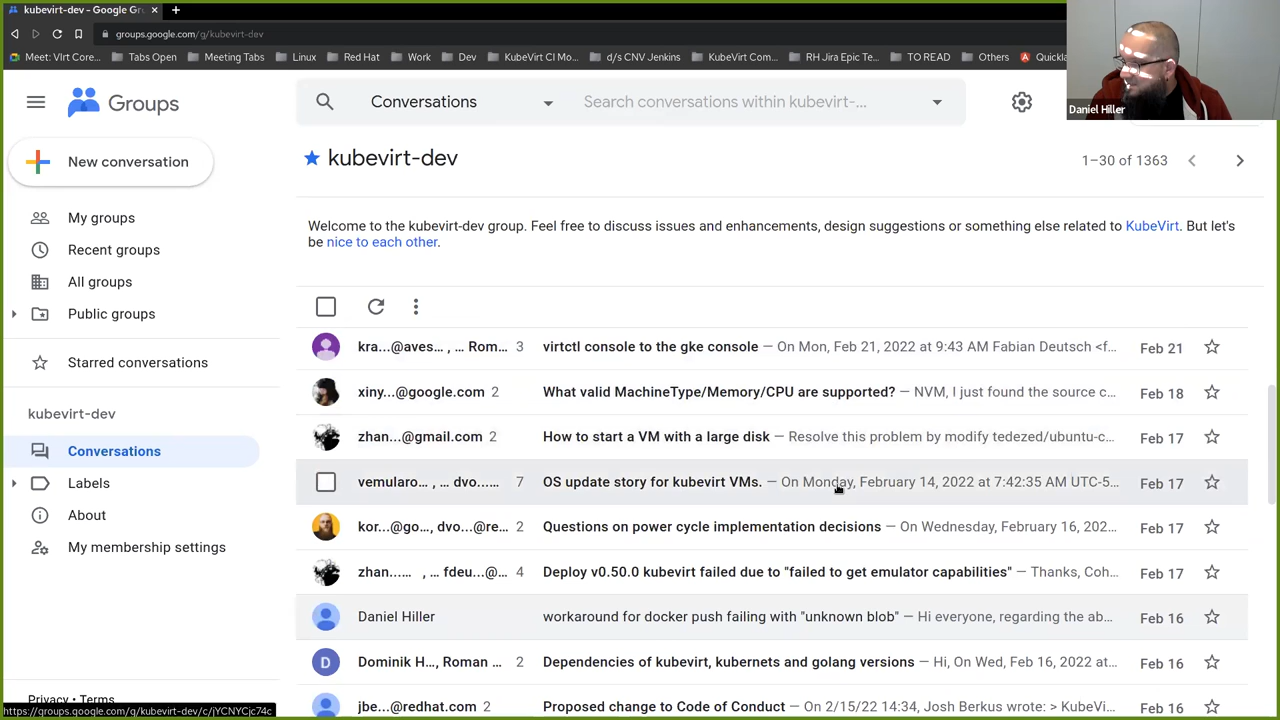 kubevirt-dev - Google Gr
groups.google.com/g/kubevirt-dev
Meet: VIrt Core... Tabs Open Meeting Tabs Linux Red Hat Work Dev KubeVirt CI Mo... d/s CNV Jenkins KubeVirt Com... RH Jira Epic Te... TO READ Others Quickla
Daniel Hiller
Groups
Conversations
Search conversations within kubevirt-...
New conversation
My groups
Recent groups
All groups
Public groups
Starred conversations
kubevirt-dev
Conversations
Labels
About
My membership settings
Privacy • Terms
https://groups.google.com/g/kubevirt-dev/c/jYCNYCjc74c
kubevirt-dev
1–30 of 1363
Welcome to the kubevirt-dev group. Feel free to discuss issues and enhancements, design suggestions or something else related to KubeVirt. But let's
be nice to each other.
kra...@aves... , ... Rom... 3 virtctl console to the gke console — On Mon, Feb 21, 2022 at 9:43 AM Fabian Deutsch <f... Feb 21
xiny...@google.com 2 What valid MachineType/Memory/CPU are supported? — NVM, I just found the source c... Feb 18
zhan...@gmail.com 2 How to start a VM with a large disk — Resolve this problem by modify tedezed/ubuntu-c... Feb 17
vemularo... , ... dvo...... 7 OS update story for kubevirt VMs. — On Monday, February 14, 2022 at 7:42:35 AM UTC-5... Feb 17
kor...@go..., dvo...@re... 2 Questions on power cycle implementation decisions — On Wednesday, February 16, 202... Feb 17
zhan...... , ... fdeu...@... 4 Deploy v0.50.0 kubevirt failed due to "failed to get emulator capabilities" — Thanks, Coh... Feb 17
Daniel Hiller workaround for docker push failing with "unknown blob" — Hi everyone, regarding the ab... Feb 16
Dominik H..., Roman ... 2 Dependencies of kubevirt, kubernets and golang versions — Hi, On Wed, Feb 16, 2022 at... Feb 16
jbe...@redhat.com 2 Proposed change to Code of Conduct — On 2/15/22 14:34, Josh Berkus wrote: > KubeVi... Feb 16